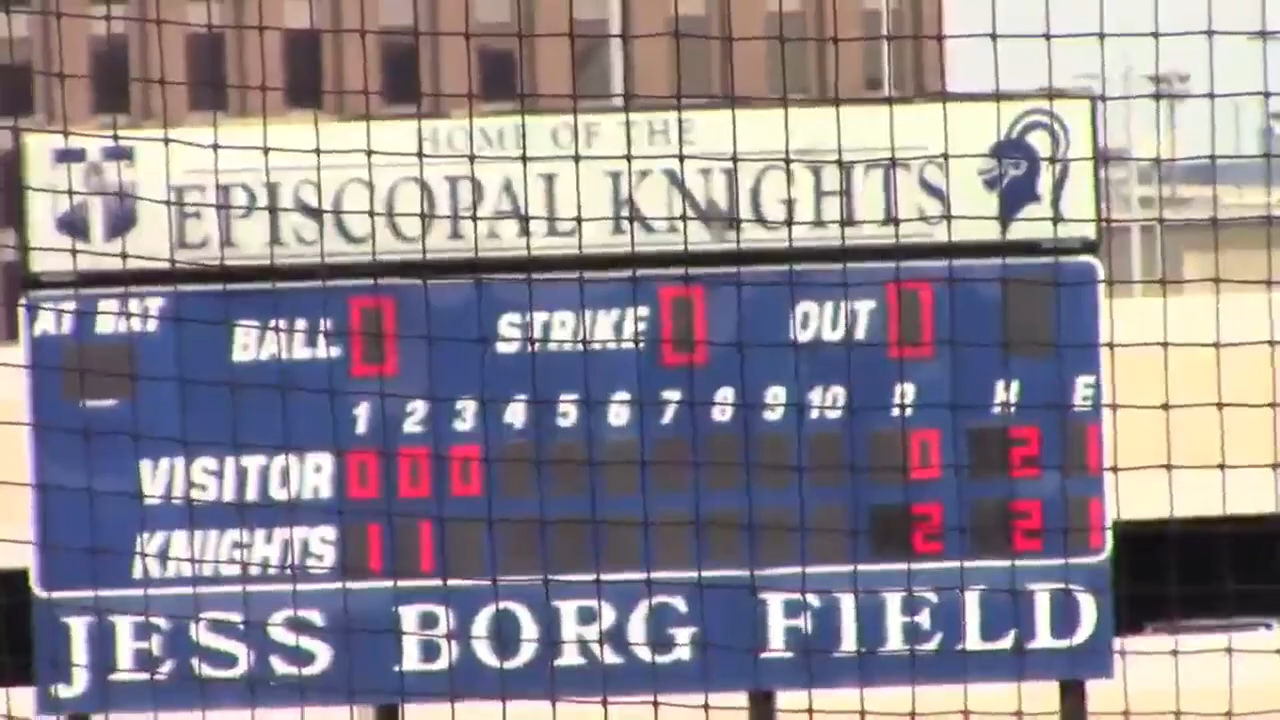 HOME OF THE
EPISCOPAL KNIGHTS
AT BAT
BALL 0 STRIKE 0 OUT 0
1 2 3 4 5 6 7 8 9 10 R H E
VISITOR 0 0 0 0 2 1
KNIGHTS 1 1 2 2 1
JESS BORG FIELD